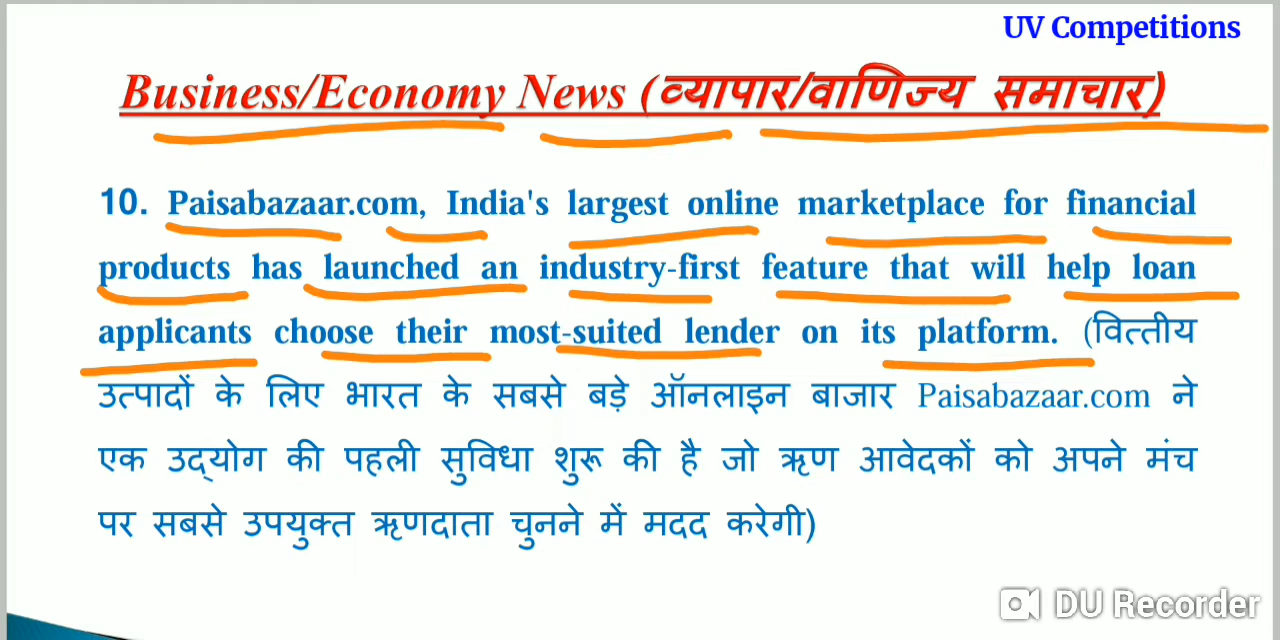 UV Competitions
Business/Economy News (व्यापार/वाणिज्य समाचार)
10. Paisabazaar.com, India's largest online marketplace for financial
products has launched an industry-first feature that will help loan
applicants choose their most-suited lender on its platform. (वित्तीय
उत्पादों के लिए भारत के सबसे बड़े ऑनलाइन बाजार Paisabazaar.com ने
एक उद्योग की पहली सुविधा शुरू की है जो ऋण आवेदकों को अपने मंच
पर सबसे उपयुक्त ऋणदाता चुनने में मदद करेगी)
DU Recorder